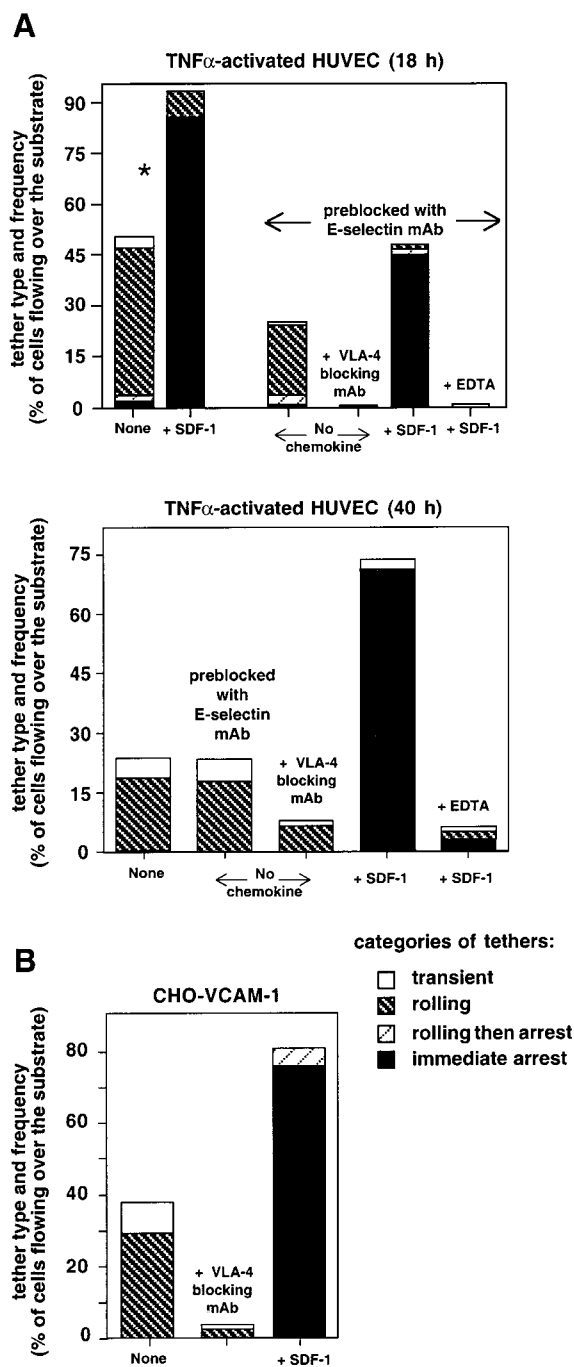 A
TNFα-activated HUVEC (18 h)
tether type and frequency
(% of cells flowing over the substrate)
90
75
60
45
30
15
0
*
preblocked with
E-selectin mAb
+ VLA-4
blocking
mAb
+ EDTA
None
+ SDF-1
No
chemokine
+ SDF-1
+ SDF-1
TNFα-activated HUVEC (40 h)
tether type and frequency
(% of cells flowing over the substrate)
75
60
45
30
15
0
preblocked
with
E-selectin
mAb
+ VLA-4
blocking
mAb
+ EDTA
None
No
chemokine
+ SDF-1
+ SDF-1
B
CHO-VCAM-1
tether type and frequency
(% of cells flowing over the substrate)
80
60
40
20
0
+ VLA-4
blocking
mAb
None
+ SDF-1
categories of tethers:
transient
rolling
rolling then arrest
immediate arrest